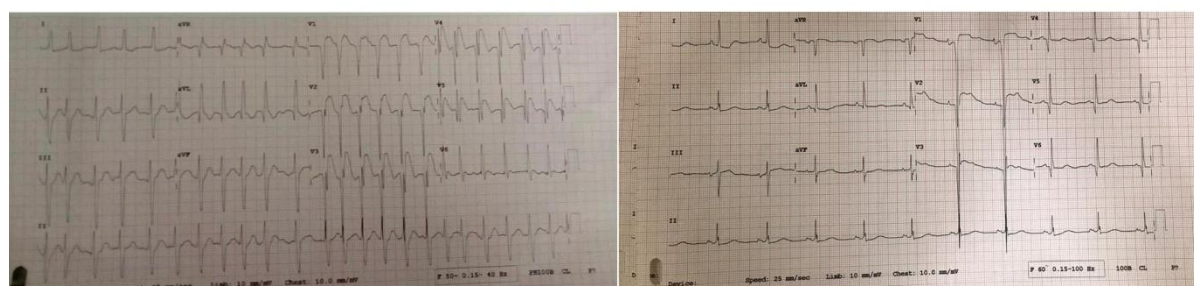 I aVR V1 V4
II aVL V2 V5
III aVF V3 V6
II
Limb: 10 mm/mV Chest: 10.0 mm/mV F 50~ 0.15- 40 Hz PH100B CL P?
I aVR V1 V4
II aVL V2 V5
III aVF V3 V6
II
Device: Speed: 25 mm/sec Limb: 10 mm/mV Chest: 10.0 mm/mV F 60~ 0.15-100 Hz 100B CL P?